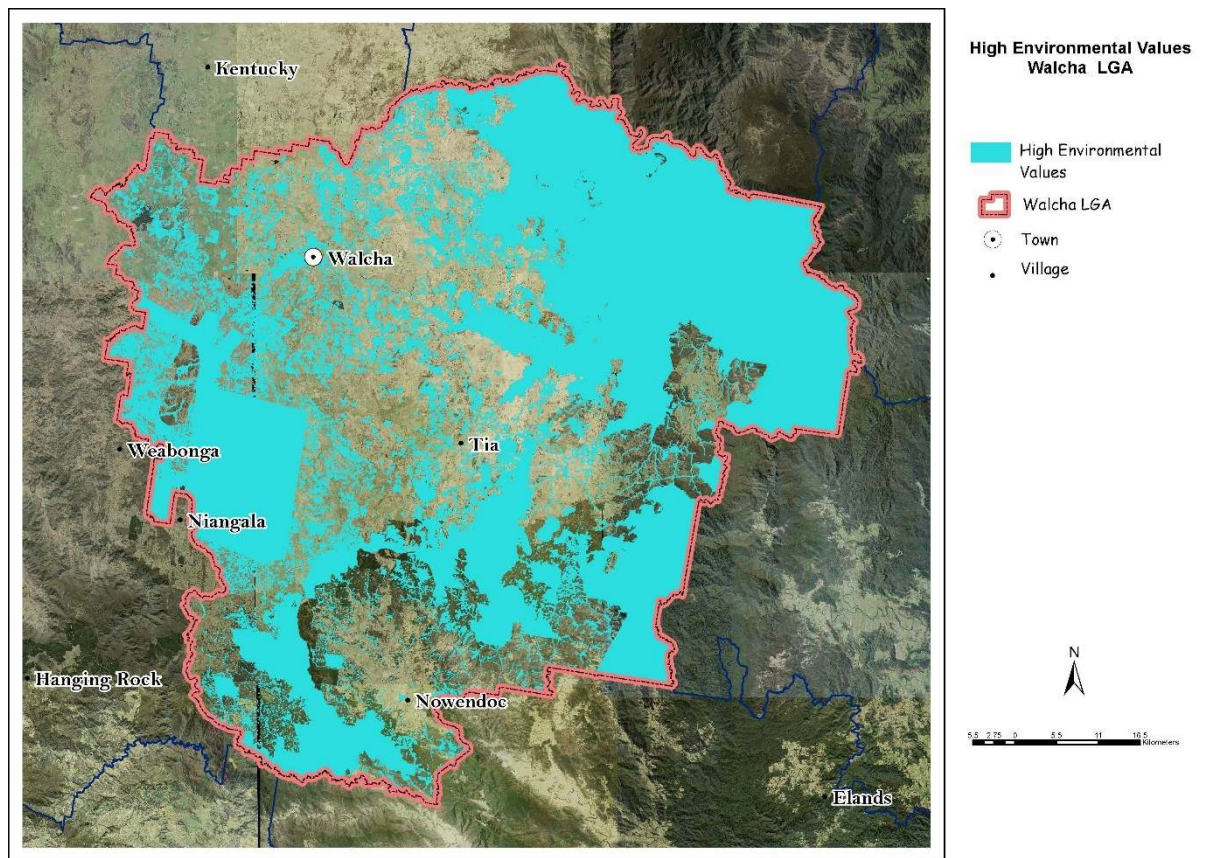 High Environmental Values
Walcha LGA
High Environmental
Values
Walcha LGA
Town
Village
Kentucky
Walcha
Weabonga
Tia
Niangala
Hanging Rock
Nowendoc
Elands
N
5.5 2.75 0 5.5 11 16.5
Kilometers